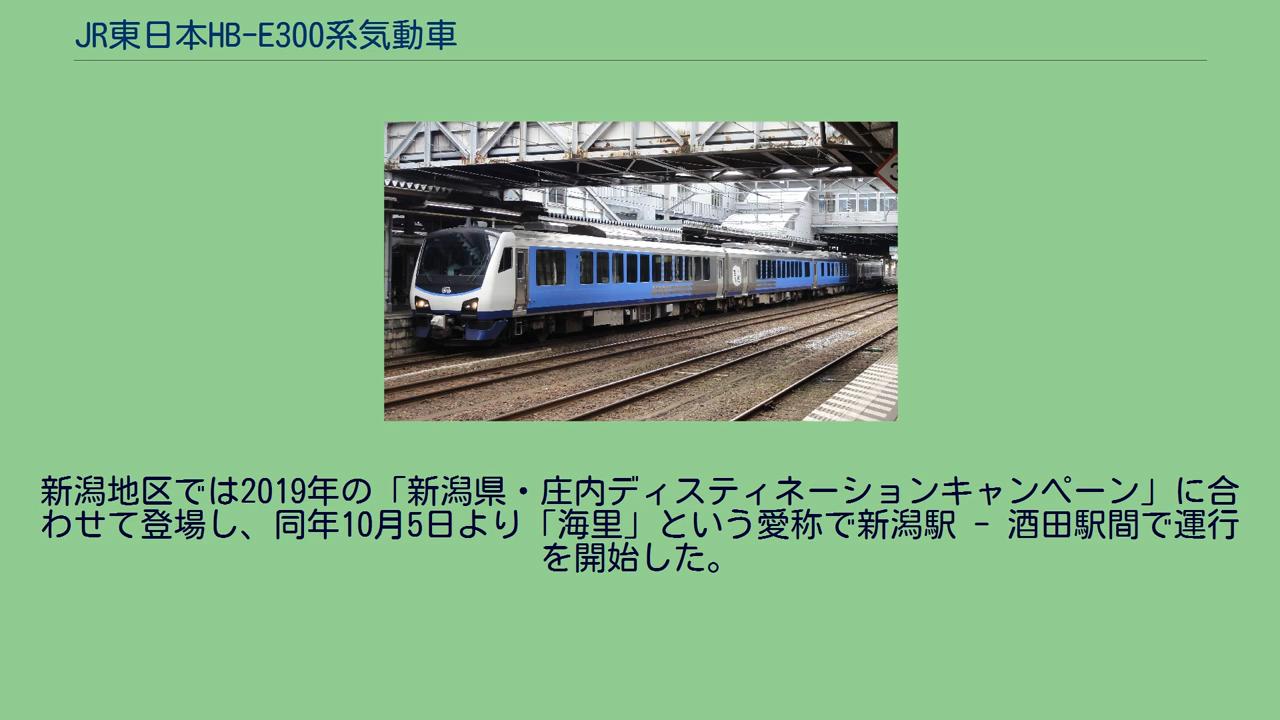 JR東日本HB-E300系気動車
新潟地区では2019年の「新潟県・庄内ディスティネーションキャンペーン」に合
わせて登場し、同年10月5日より「海里」という愛称で新潟駅 - 酒田駅間で運行
を開始した。